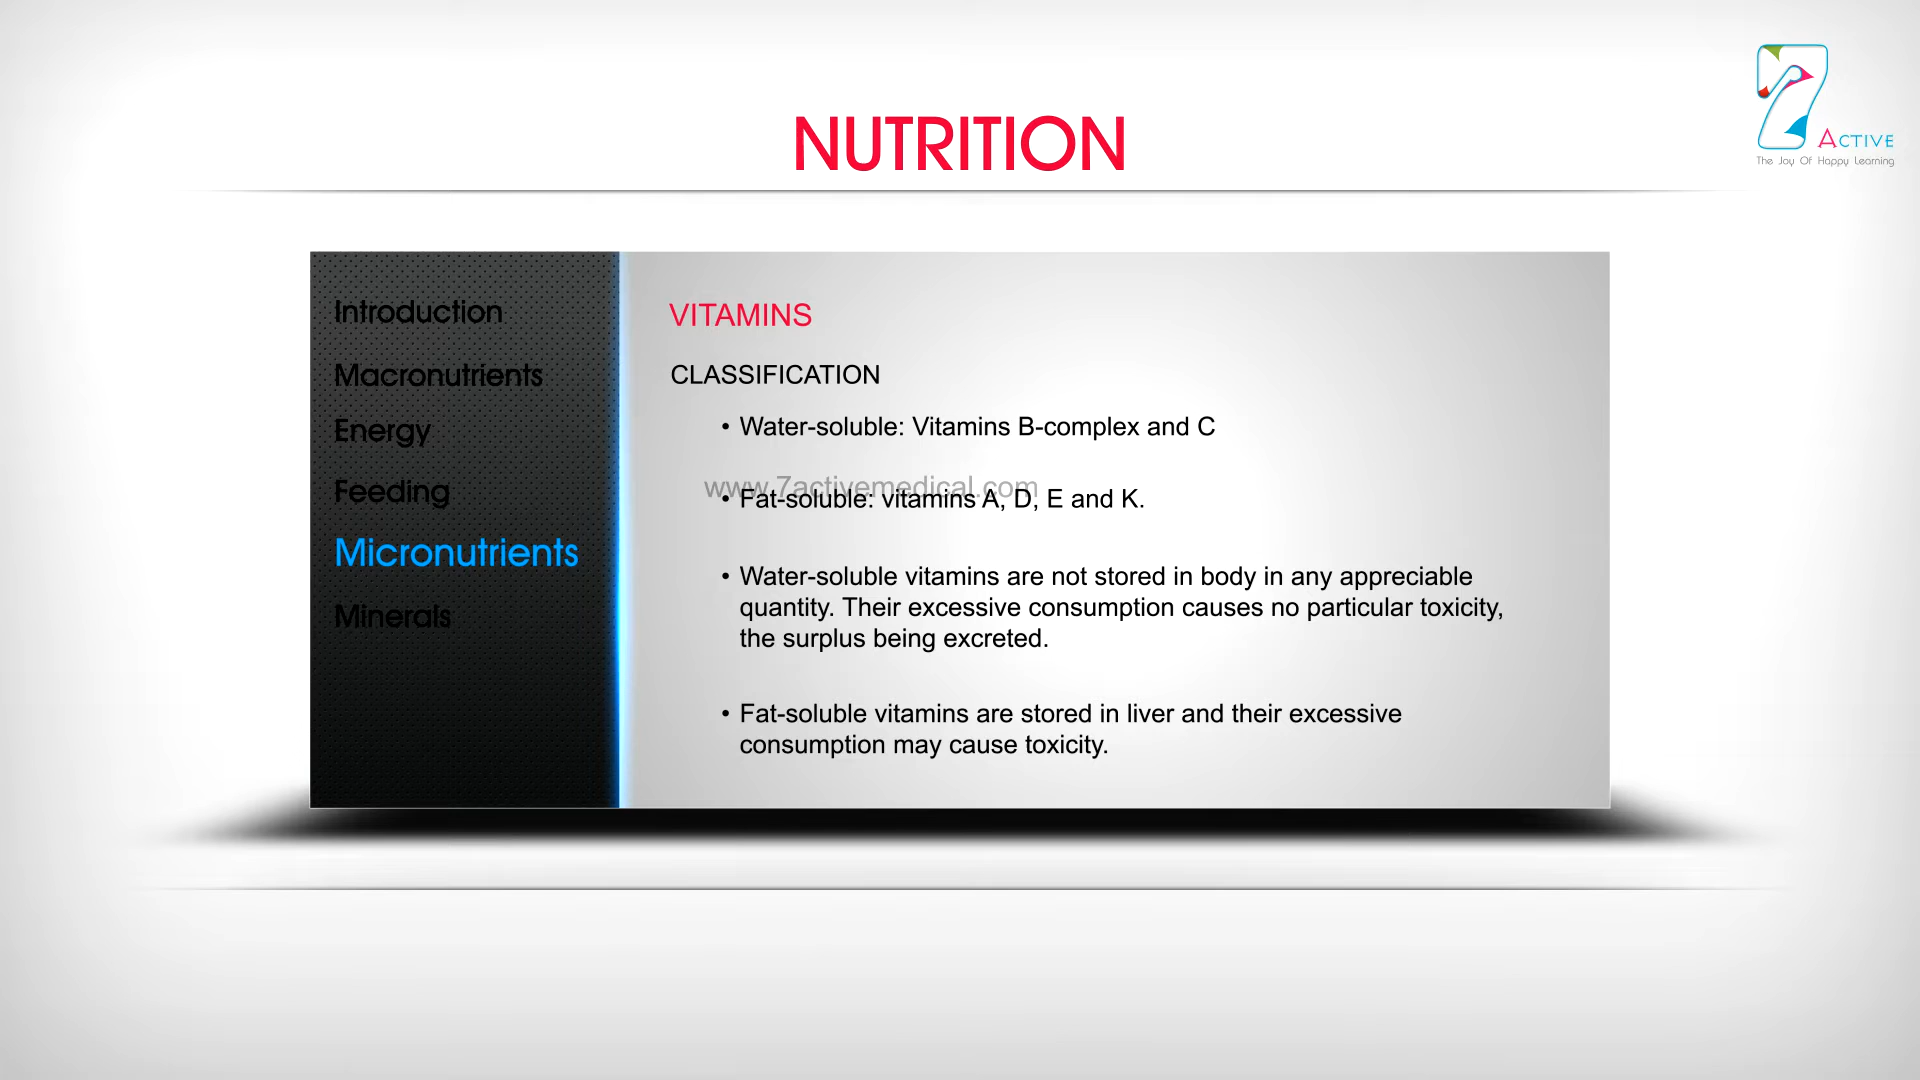 NUTRITION
7
ACTIVE
The Joy Of Happy Learning
Introduction
Macronutrients
Energy
Feeding
Micronutrients
Minerals
VITAMINS
CLASSIFICATION
• Water-soluble: Vitamins B-complex and C
www.7activemedical.com
• Fat-soluble: vitamins A, D, E and K.
• Water-soluble vitamins are not stored in body in any appreciable
quantity. Their excessive consumption causes no particular toxicity,
the surplus being excreted.
• Fat-soluble vitamins are stored in liver and their excessive
consumption may cause toxicity.